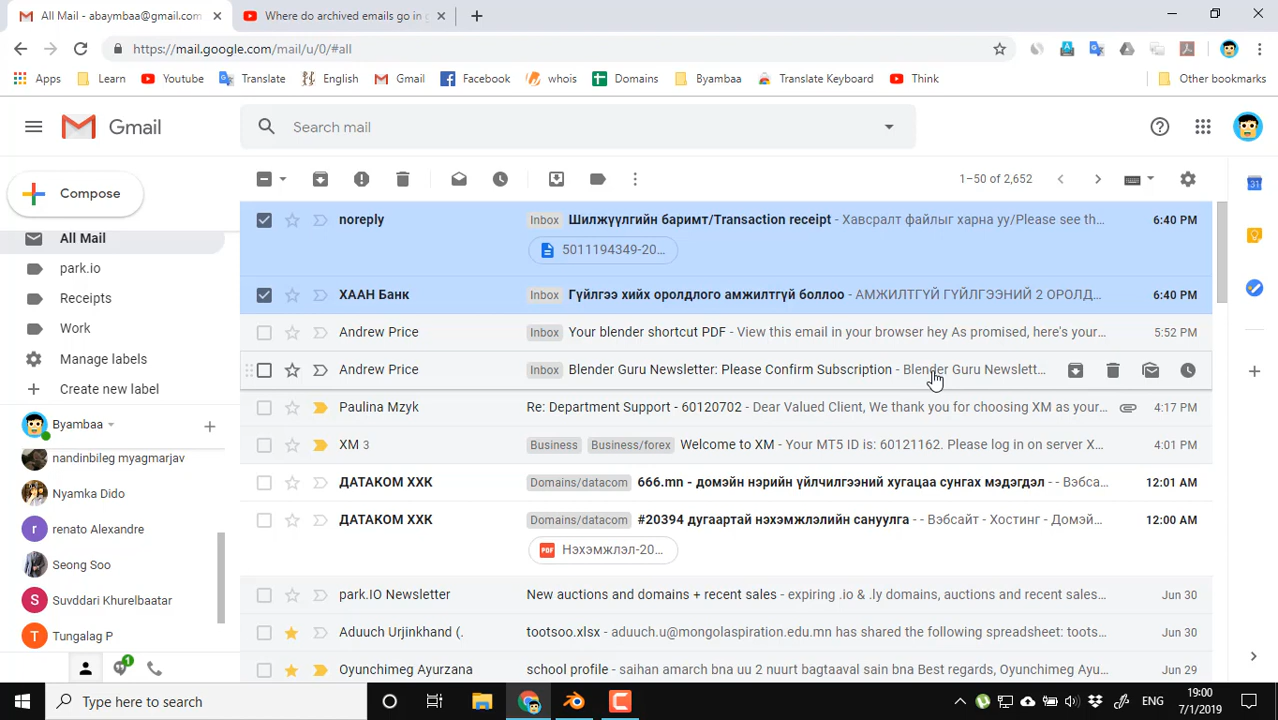 All Mail - abaymbaa@gmail.com
Where do archived emails go in g
https://mail.google.com/mail/u/0/#all
Apps
Learn
Youtube
Translate
English
Gmail
Facebook
whois
Domains
Byambaa
Translate Keyboard
Think
Other bookmarks
Gmail
Search mail
Compose
1–50 of 2,652
31
All Mail
park.io
Receipts
Work
Manage labels
Create new label
Byambaa
nandinbileg myagmarjav
Nyamka Dido
r renato Alexandre
Seong Soo
S Suvddari Khurelbaatar
T Tungalag P
1
noreply Inbox Шилжүүлгийн баримт/Transaction receipt - Хавсралт файлыг харна уу/Please see th... 6:40 PM
5011194349-20...
ХААН Банк Inbox Гүйлгээ хийх оролдлого амжилтгүй боллоо - АМЖИЛТГҮЙ ГҮЙЛГЭЭНИЙ 2 ОРОЛД... 6:40 PM
Andrew Price Inbox Your blender shortcut PDF - View this email in your browser hey As promised, here's your... 5:52 PM
Andrew Price Inbox Blender Guru Newsletter: Please Confirm Subscription - Blender Guru Newslett...
Paulina Mzyk Re: Department Support - 60120702 - Dear Valued Client, We thank you for choosing XM as your... 4:17 PM
XM 3 Business Business/forex Welcome to XM - Your MT5 ID is: 60121162. Please log in on server X... 4:01 PM
ДАТАКОМ ХХК Domains/datacom 666.mn - домэйн нэрийн үйлчилгээний хугацаа сунгах мэдэгдэл - - Вэбс... 12:01 AM
ДАТАКОМ ХХК Domains/datacom #20394 дугаартай нэхэмжлэлийн сануулга - - Вэбсайт - Хостинг - Домэй... 12:00 AM
PDF Нэхэмжлэл-20...
park.IO Newsletter New auctions and domains + recent sales - expiring .io & .ly domains, auctions and recent sales... Jun 30
Aduuch Urjinkhand (. tootsoo.xlsx - aduuch.u@mongolaspiration.edu.mn has shared the following spreadsheet: toots... Jun 30
Oyunchimeg Ayurzana school profile - saihan amarch bna uu 2 nuurt bagtaaval sain bna Best regards, Oyunchimeg Ayu... Jun 29
Type here to search
ENG
19:00
7/1/2019